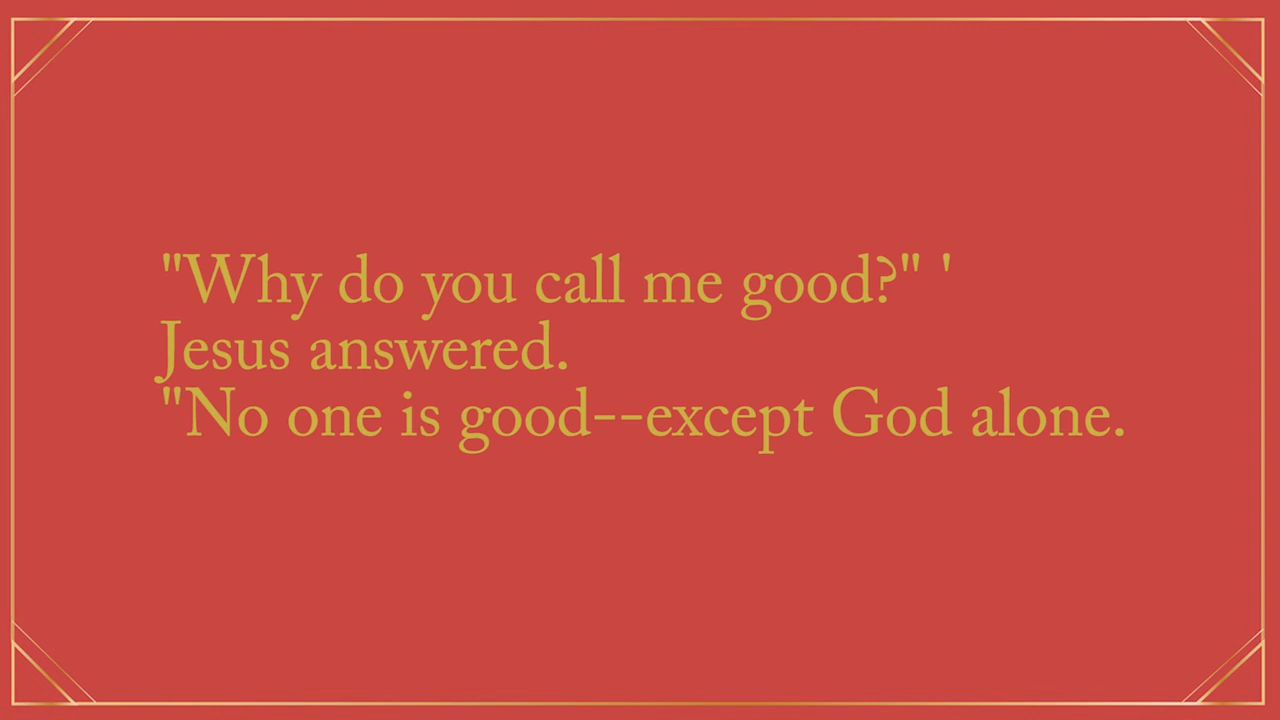 "Why do you call me good?" '
Jesus answered.
"No one is good--except God alone.